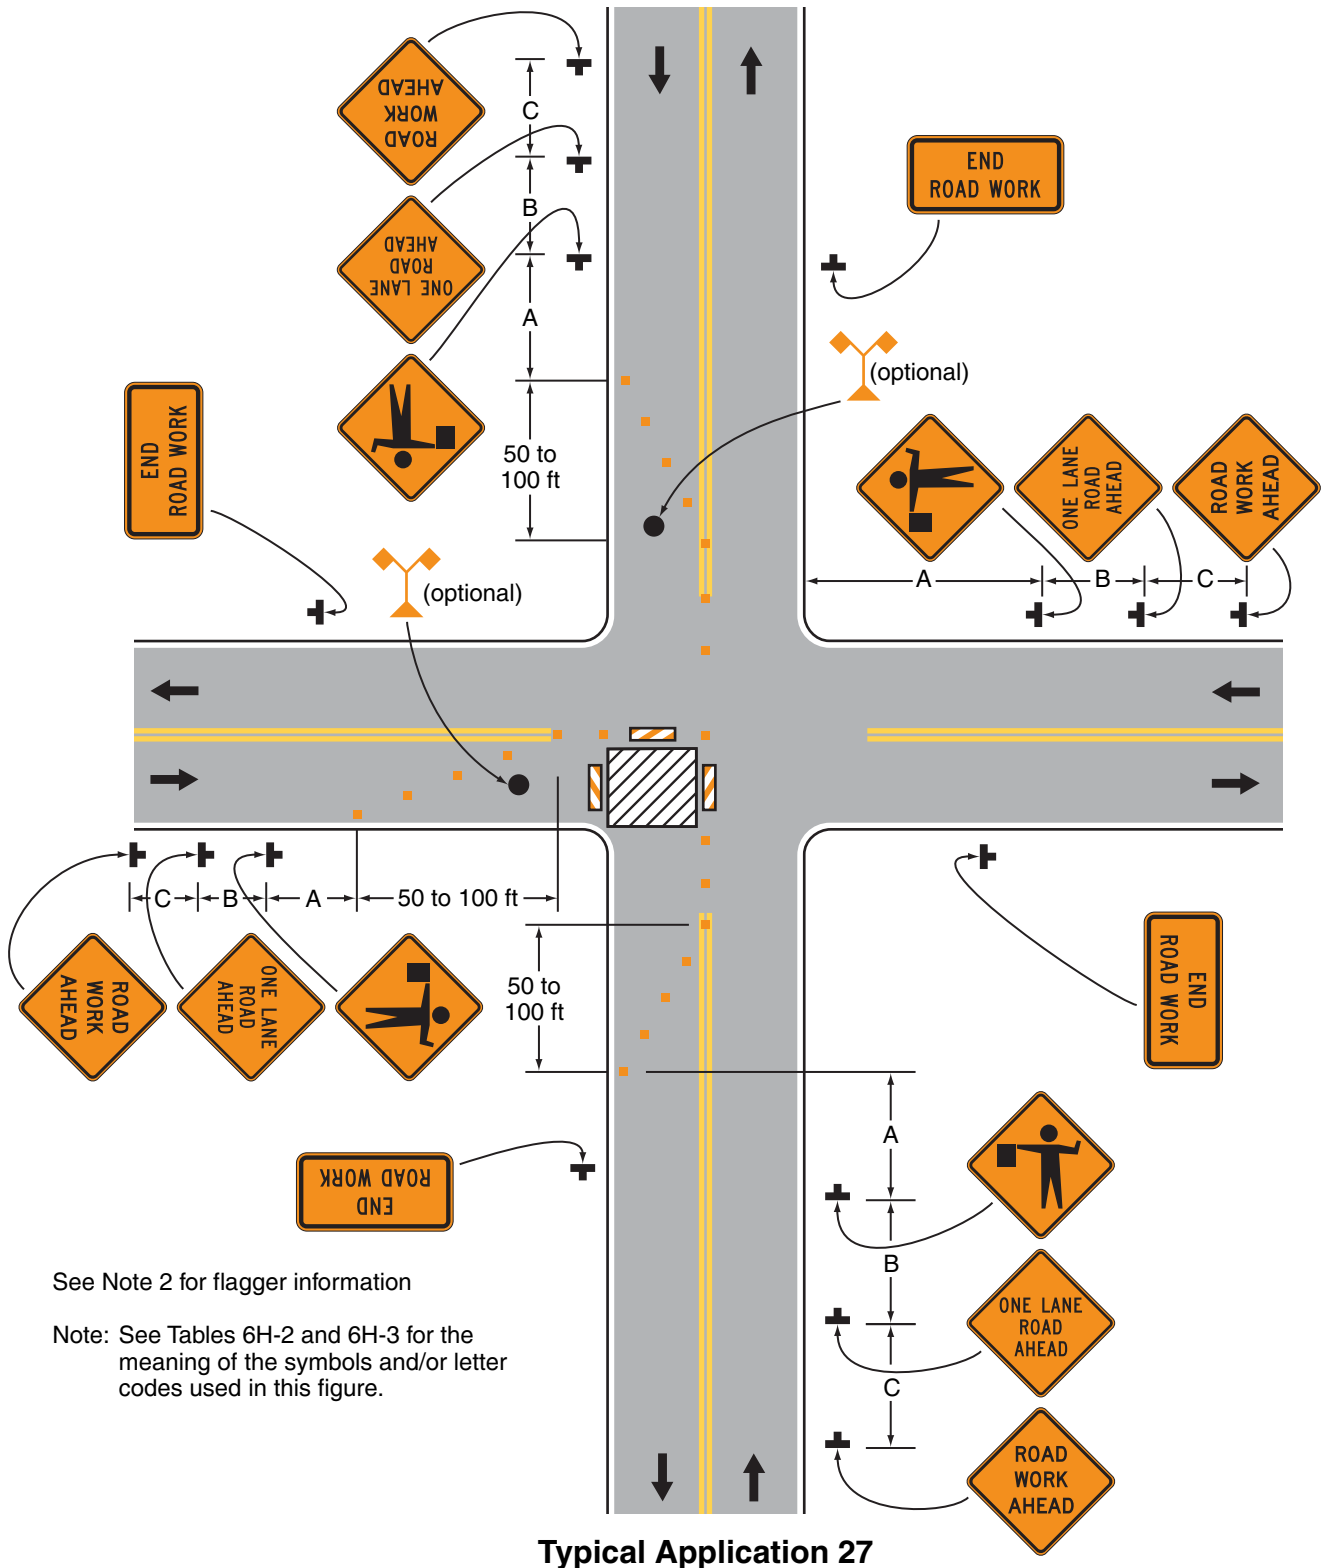 ROAD
WORK
AHEAD
C
ONE LANE
ROAD
AHEAD
B
A
END
ROAD WORK
(optional)
50 to
100 ft
END
ROAD WORK
(optional)
ONE LANE
ROAD
AHEAD
ROAD
WORK
AHEAD
A
B
C
C
B
A
50 to 100 ft
ROAD
WORK
AHEAD
ONE LANE
ROAD
AHEAD
50 to
100 ft
END
ROAD WORK
END
ROAD WORK
A
B
ONE LANE
ROAD
AHEAD
C
ROAD
WORK
AHEAD
See Note 2 for flagger information
Note: See Tables 6H-2 and 6H-3 for the
meaning of the symbols and/or letter
codes used in this figure.
Typical Application 27